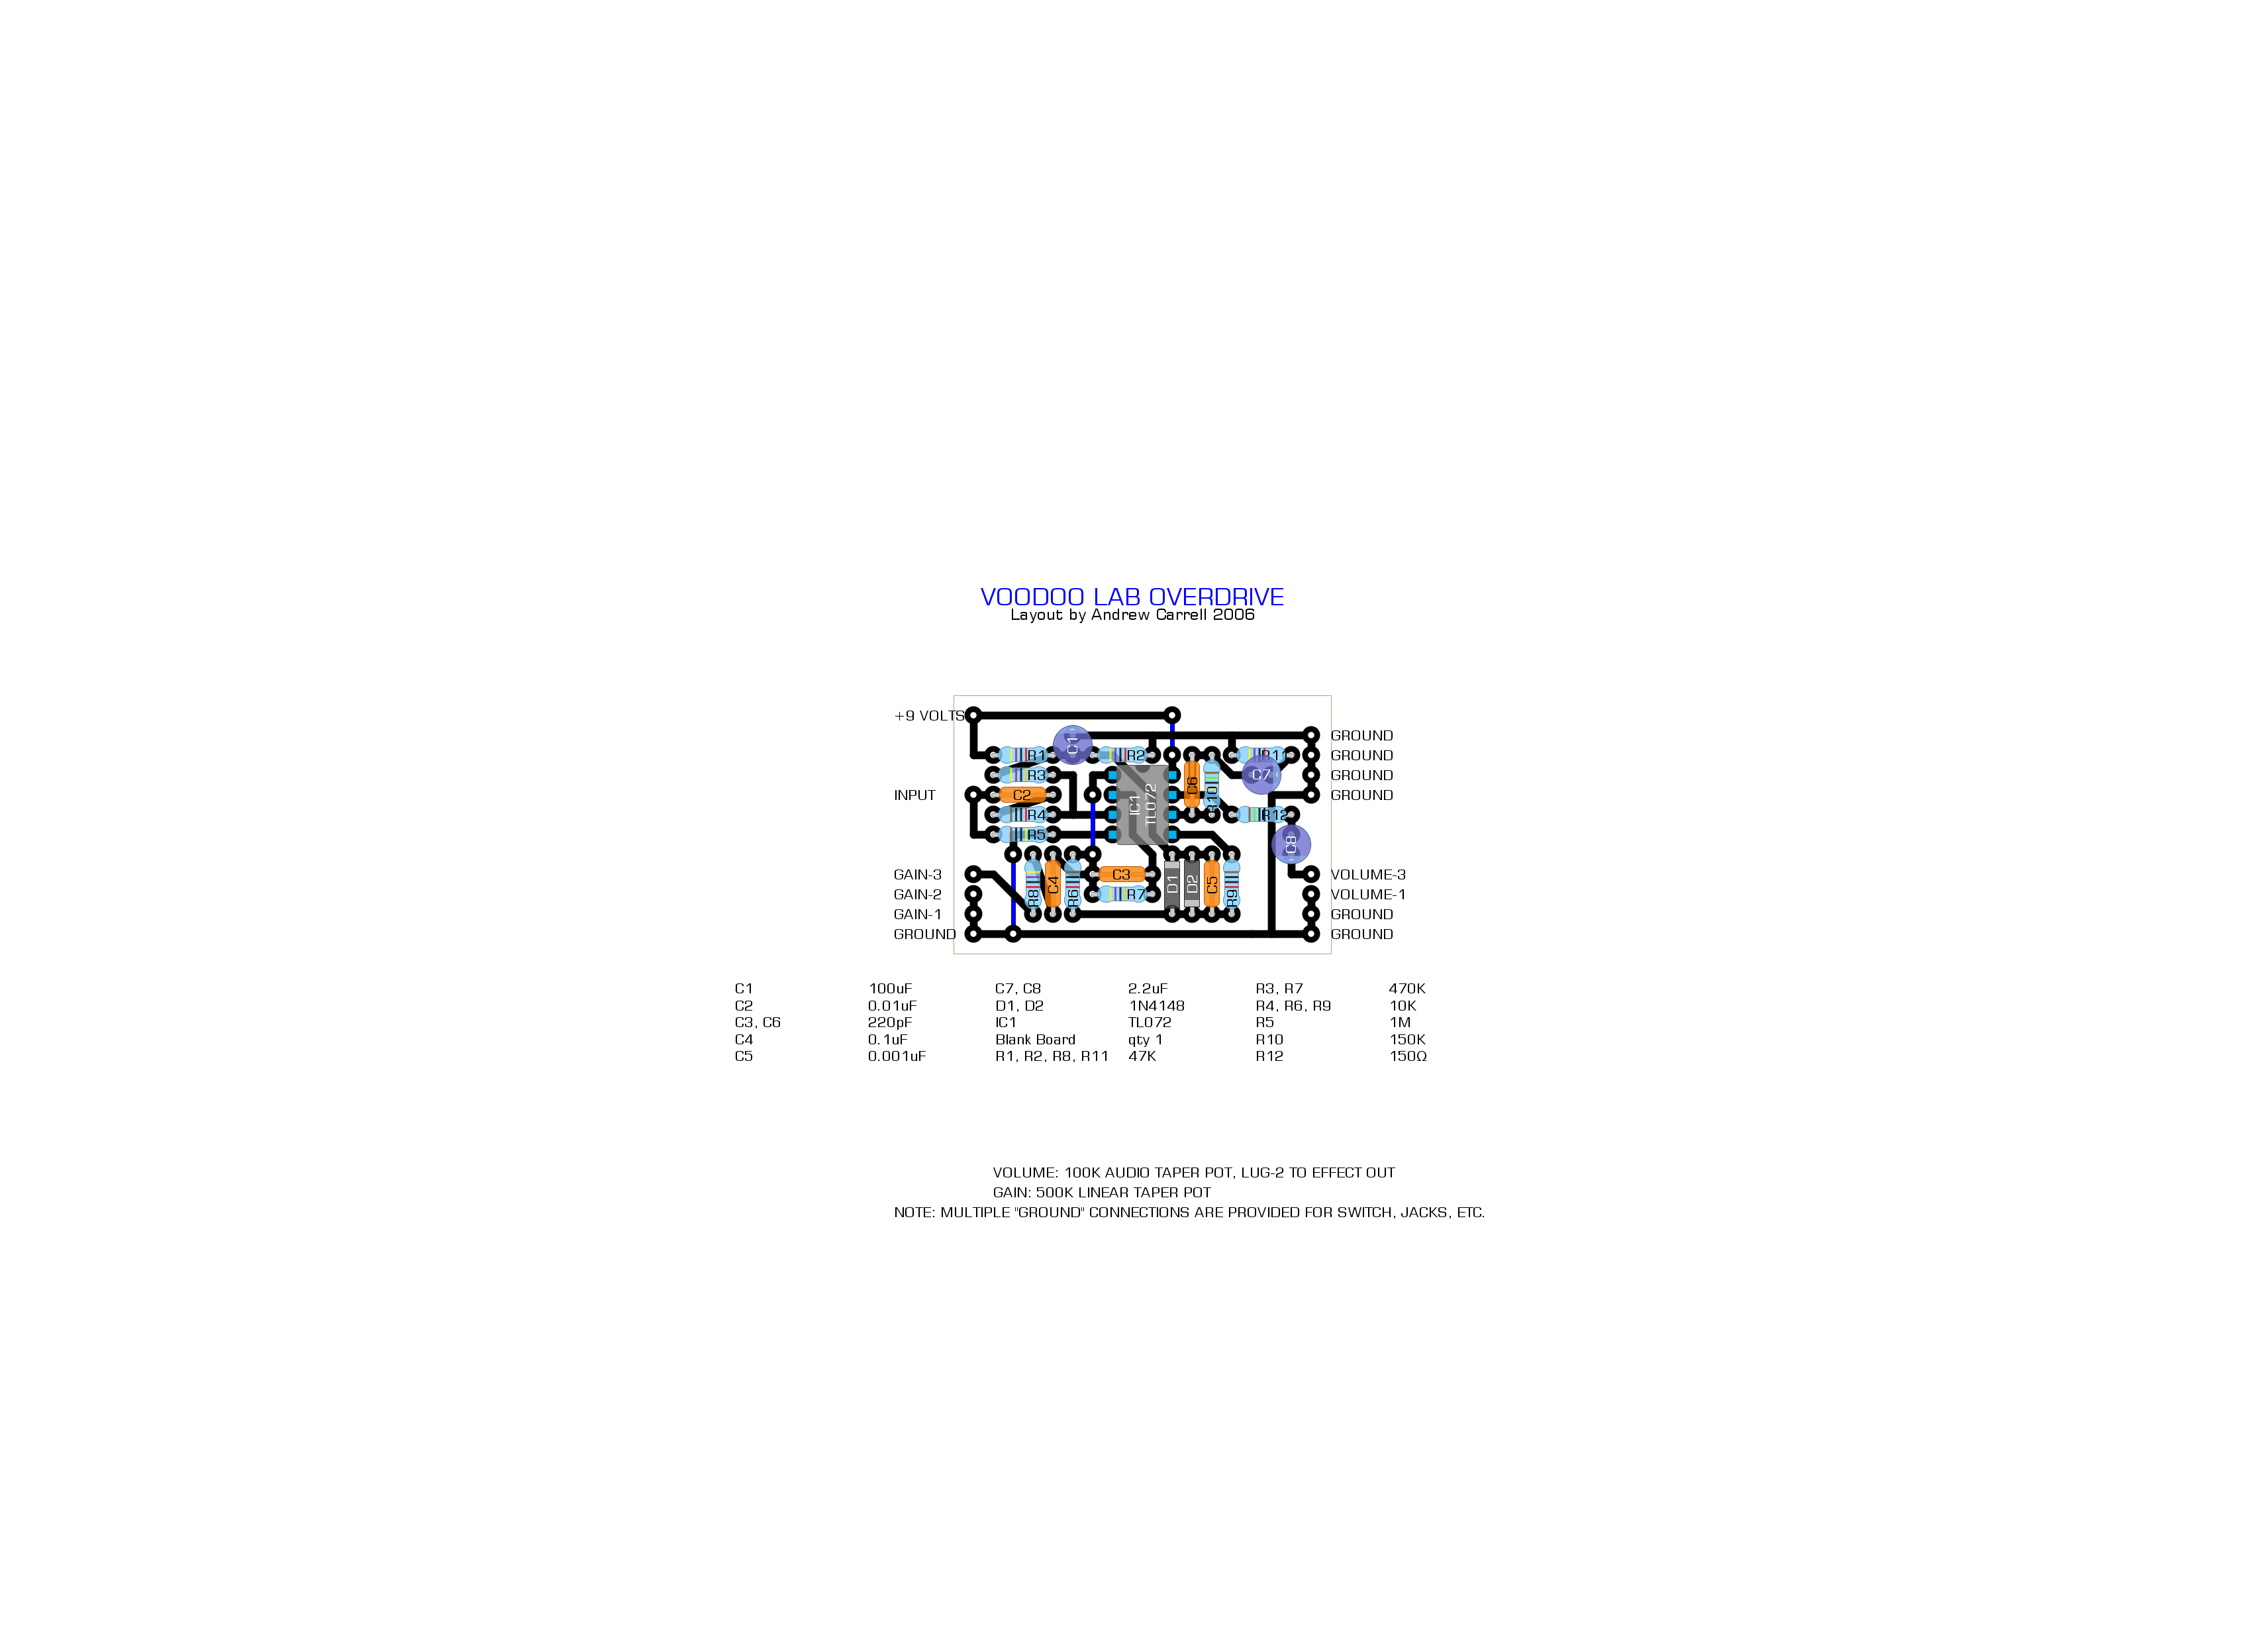 VOODOO LAB OVERDRIVE
Layout by Andrew Carrell 2006
+9 VOLTS
GROUND
C1
R1 R2 R11 GROUND
R3 C7 GROUND
INPUT C2 C6 R10 IC1 TL072 GROUND
R4 R12
R5 C8
GAIN-3 C3 VOLUME-3
GAIN-2 R8 C4 R6 R7 D1 D2 C5 R9 VOLUME-1
GAIN-1 GROUND
GROUND GROUND
C1 100uF C7, C8 2.2uF R3, R7 470K
C2 0.01uF D1, D2 1N4148 R4, R6, R9 10K
C3, C6 220pF IC1 TL072 R5 1M
C4 0.1uF Blank Board qty 1 R10 150K
C5 0.001uF R1, R2, R8, R11 47K R12 150Ω
VOLUME: 100K AUDIO TAPER POT, LUG-2 TO EFFECT OUT
GAIN: 500K LINEAR TAPER POT
NOTE: MULTIPLE "GROUND" CONNECTIONS ARE PROVIDED FOR SWITCH, JACKS, ETC.